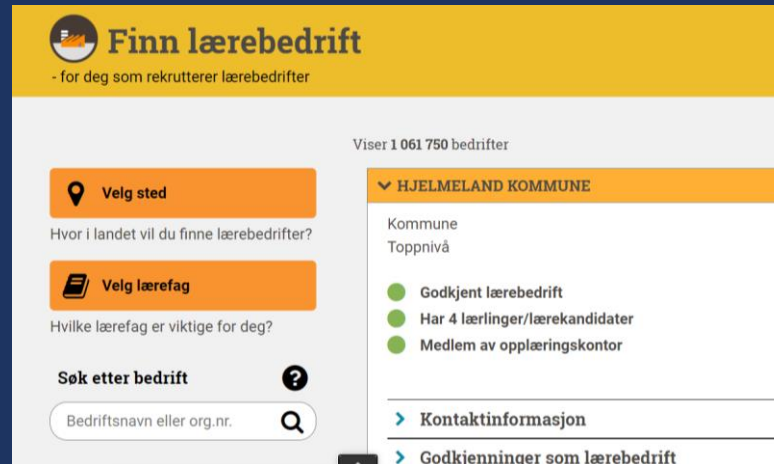 Finn lærebedrift
- for deg som rekrutterer lærebedrifter
Viser 1 061 750 bedrifter
Velg sted
Hvor i landet vil du finne lærebedrifter?
Velg lærefag
Hvilke lærefag er viktige for deg?
Søk etter bedrift
?
Bedriftsnavn eller org.nr.
HJELMELAND KOMMUNE
Kommune
Toppnivå
Godkjent lærebedrift
Har 4 lærlinger/lærekandidater
Medlem av opplæringskontor
Kontaktinformasjon
Godkjenninger som lærebedrift